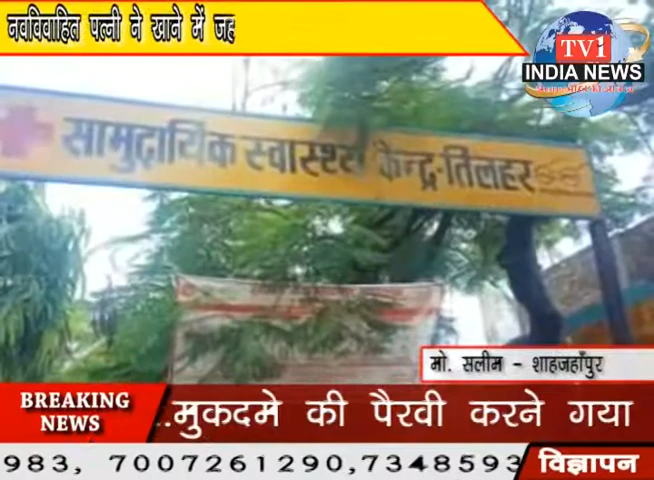 नवविवाहित पत्नी ने खाने में जह
TV1
INDIA NEWS
सामुदायिक स्वास्थ्य केन्द्र-तिलहर
मो. सलीम - शाहजहाँपुर
BREAKING NEWS
..मुकदमे की पैरवी करने गया
983, 7007261290,7348593
विज्ञापन